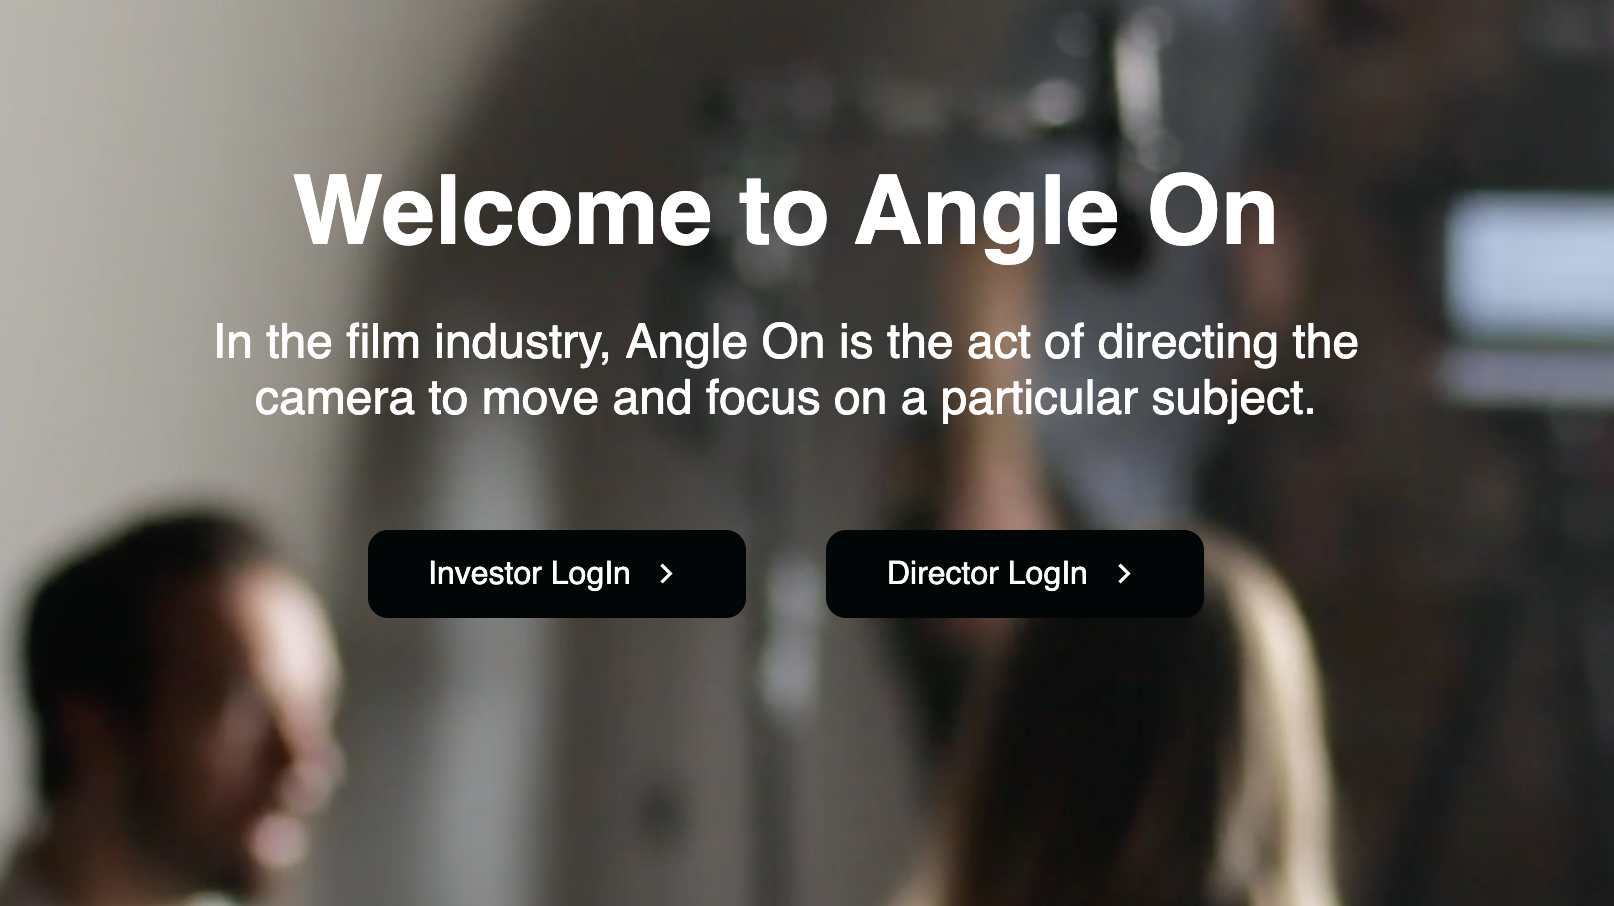 Welcome to Angle On
In the film industry, Angle On is the act of directing the
camera to move and focus on a particular subject.
Investor LogIn
Director LogIn